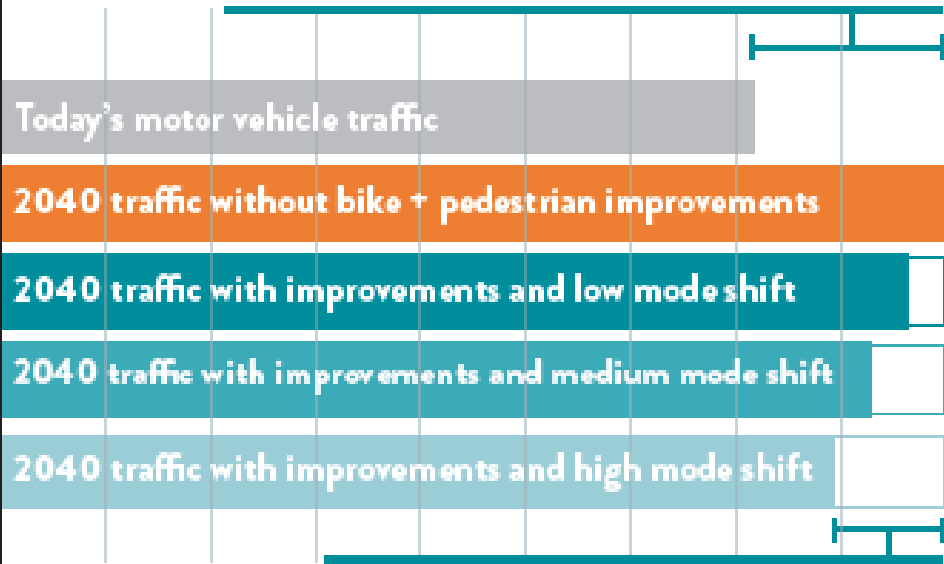 Today's motor vehicle traffic
2040 traffic without bike + pedestrian improvements
2040 traffic with improvements and low mode shift
2040 traffic with improvements and medium mode shift
2040 traffic with improvements and high mode shift